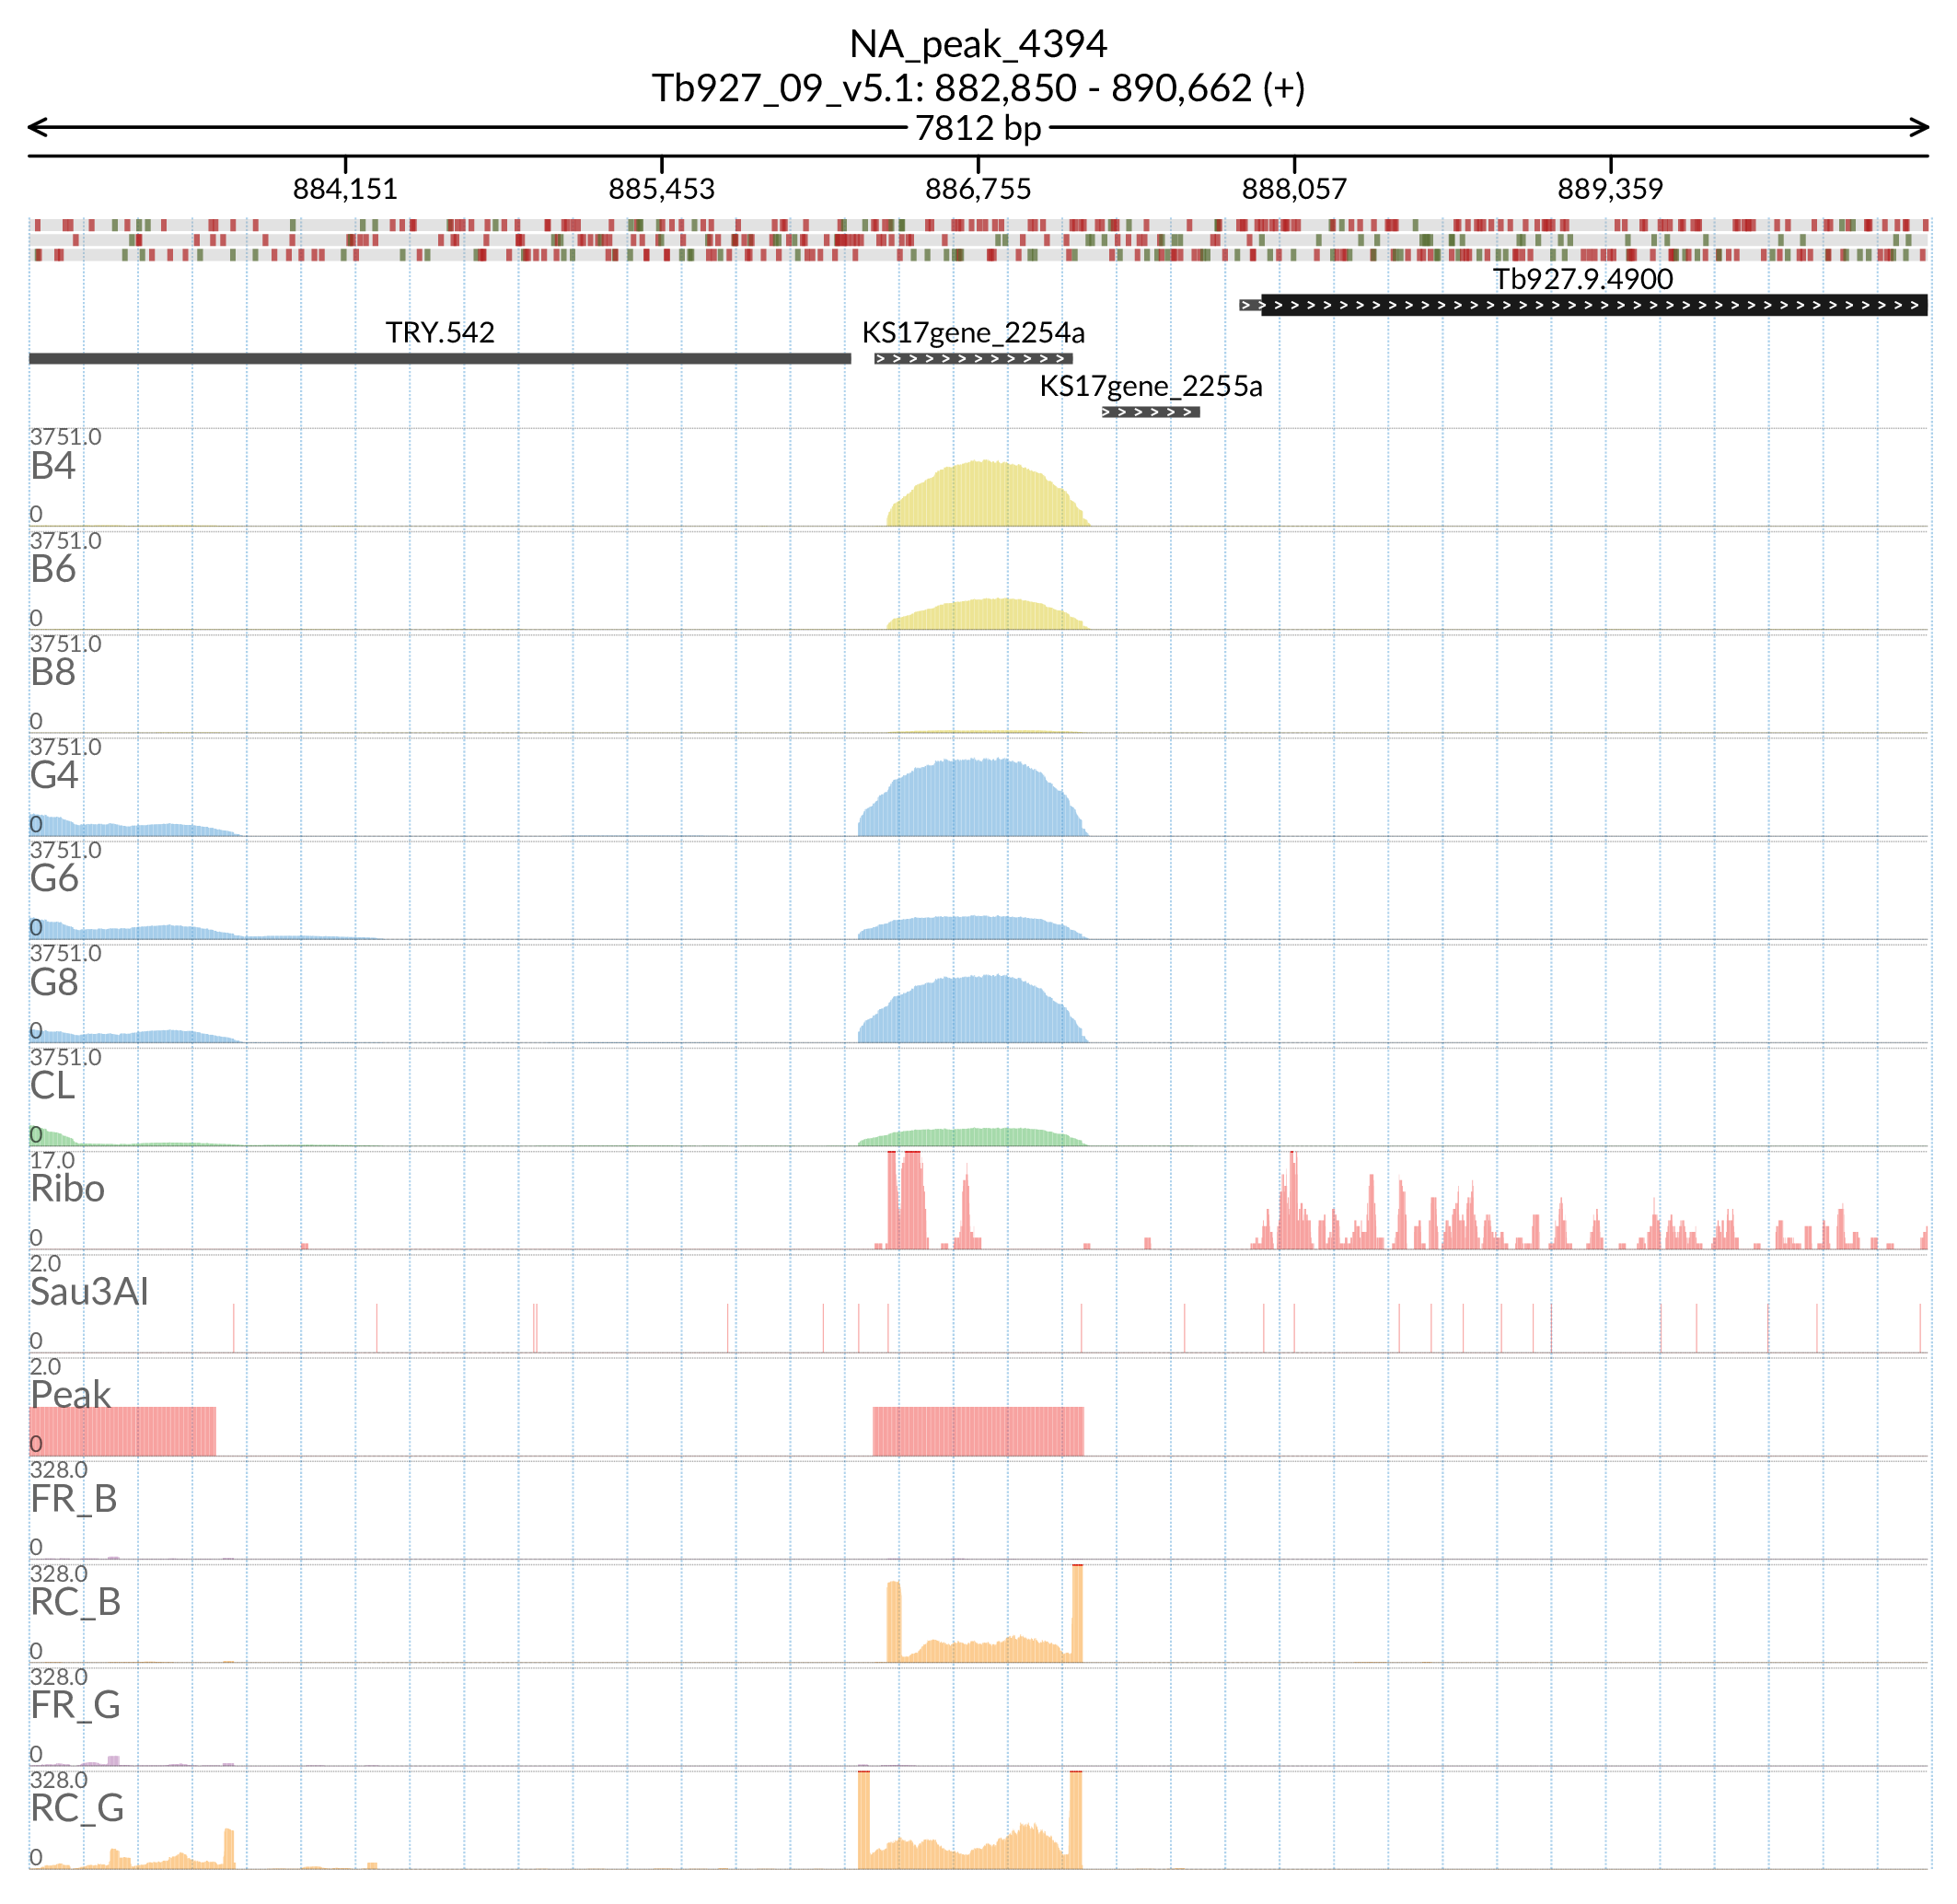 NA_peak_4394
Tb927_09_v5.1: 882,850 - 890,662 (+)
7812 bp
884,151 885,453 886,755 888,057 889,359
Tb927.9.4900
TRY.542 KS17gene_2254a
KS17gene_2255a
3751.0
B4
0
3751.0
B6
0
3751.0
B8
0
3751.0
G4
0
3751.0
G6
0
3751.0
G8
0
3751.0
CL
0
17.0
Ribo
0
2.0
Sau3AI
0
2.0
Peak
0
328.0
FR_B
0
328.0
RC_B
0
328.0
FR_G
0
328.0
RC_G
0